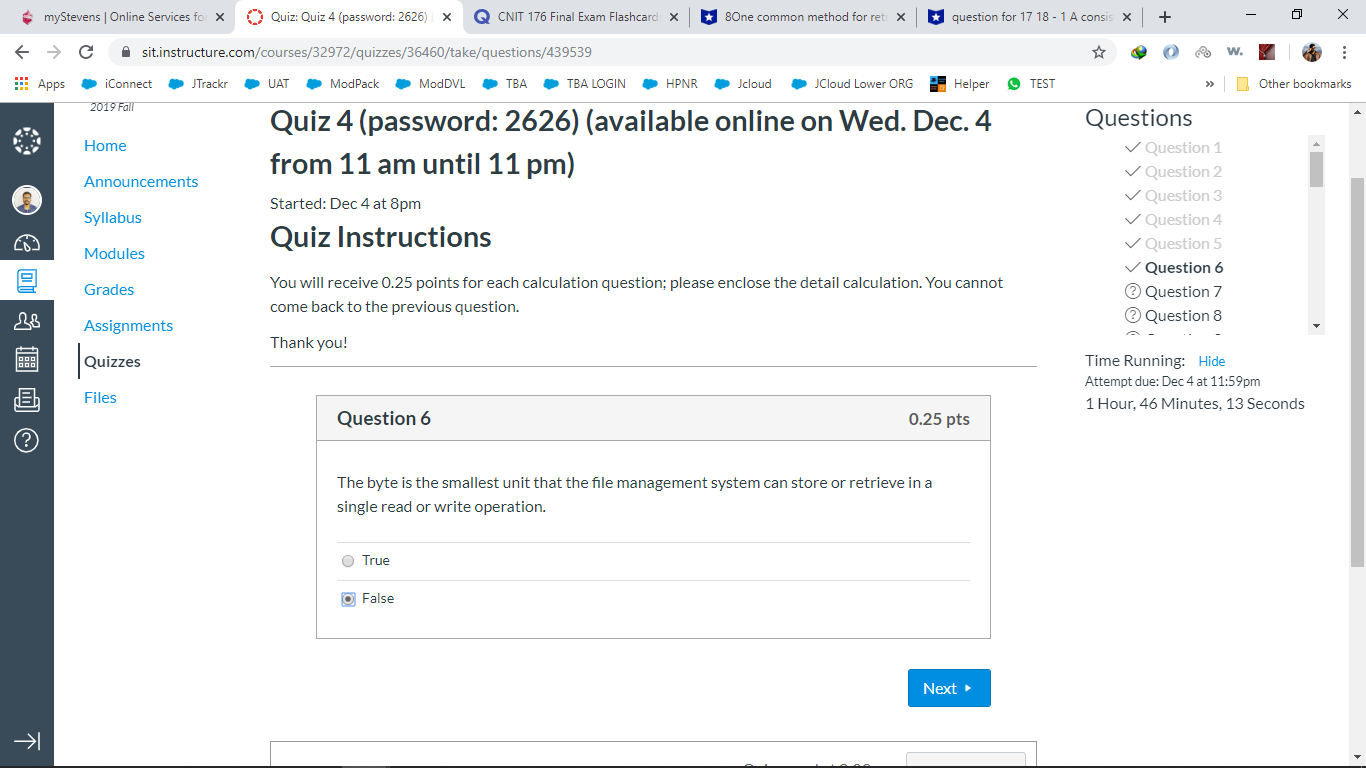 myStevens | Online Services fo
Quiz: Quiz 4 (password: 2626) (
CNIT 176 Final Exam Flashcard
8One common method for ret
question for 17 18 - 1 A consis
sit.instructure.com/courses/32972/quizzes/36460/take/questions/439539
Apps
iConnect
JTrackr
UAT
ModPack
ModDVL
TBA
TBA LOGIN
HPNR
Jcloud
JCloud Lower ORG
Helper
TEST
»
Other bookmarks
2019 Fall
Home
Announcements
Syllabus
Modules
Grades
Assignments
Quizzes
Files
Quiz 4 (password: 2626) (available online on Wed. Dec. 4
from 11 am until 11 pm)
Started: Dec 4 at 8pm
Quiz Instructions
You will receive 0.25 points for each calculation question; please enclose the detail calculation. You cannot
come back to the previous question.
Thank you!
Question 6
0.25 pts
The byte is the smallest unit that the file management system can store or retrieve in a
single read or write operation.
True
False
Next
Questions
Question 1
Question 2
Question 3
Question 4
Question 5
Question 6
Question 7
Question 8
Time Running: Hide
Attempt due: Dec 4 at 11:59pm
1 Hour, 46 Minutes, 13 Seconds